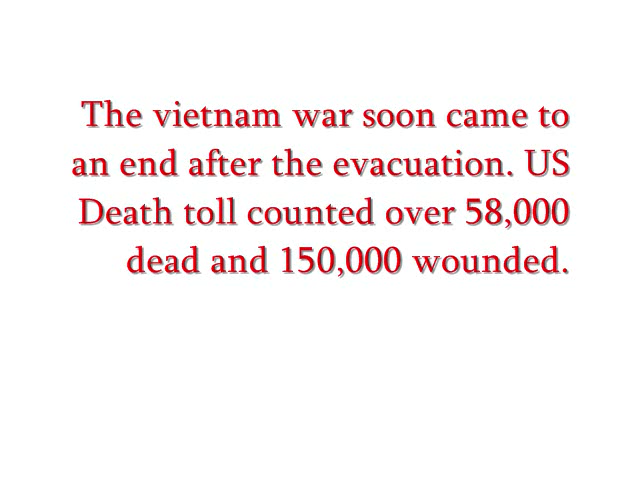 The vietnam war soon came to
an end after the evacuation. US
Death toll counted over 58,000
dead and 150,000 wounded.